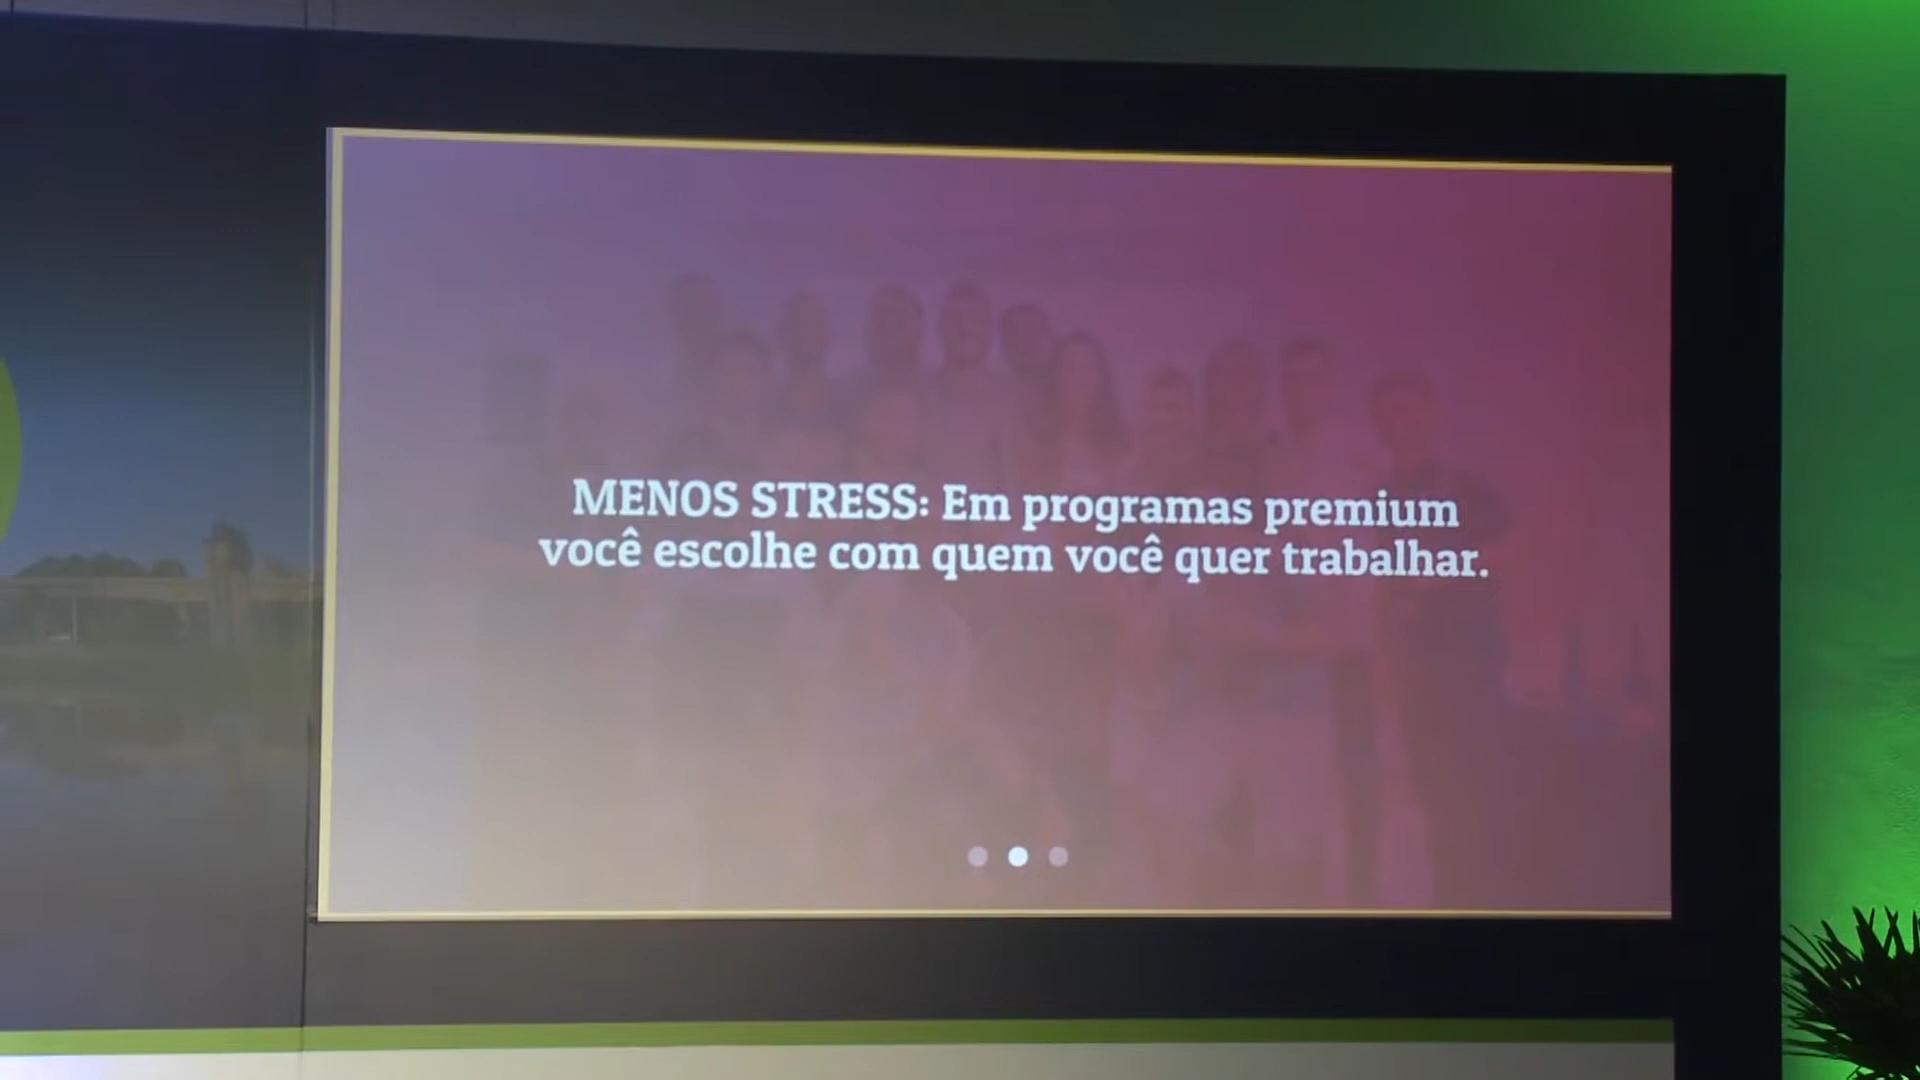 MENOS STRESS: Em programas premium
você escolhe com quem você quer trabalhar.